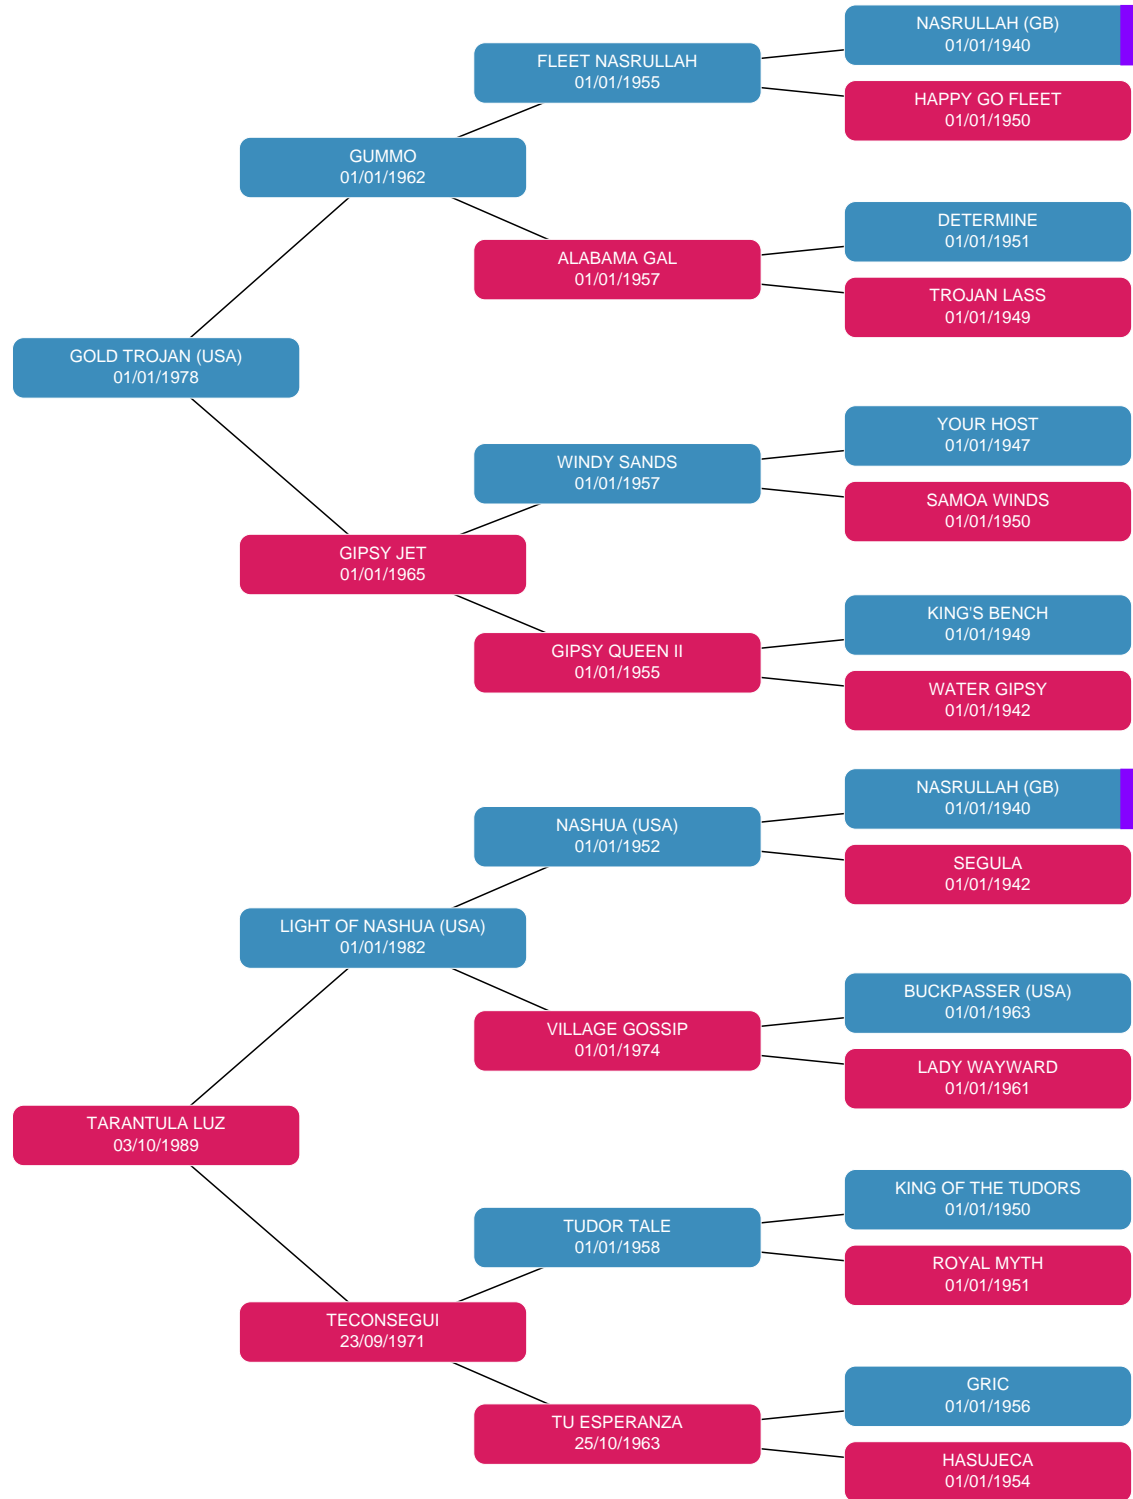 NASRULLAH (GB)
01/01/1940
FLEET NASRULLAH
01/01/1955
HAPPY GO FLEET
01/01/1950
GUMMO
01/01/1962
DETERMINE
01/01/1951
ALABAMA GAL
01/01/1957
TROJAN LASS
01/01/1949
GOLD TROJAN (USA)
01/01/1978
YOUR HOST
01/01/1947
WINDY SANDS
01/01/1957
SAMOA WINDS
01/01/1950
GIPSY JET
01/01/1965
KING'S BENCH
01/01/1949
GIPSY QUEEN II
01/01/1955
WATER GIPSY
01/01/1942
NASRULLAH (GB)
01/01/1940
NASHUA (USA)
01/01/1952
SEGULA
01/01/1942
LIGHT OF NASHUA (USA)
01/01/1982
BUCKPASSER (USA)
01/01/1963
VILLAGE GOSSIP
01/01/1974
LADY WAYWARD
01/01/1961
TARANTULA LUZ
03/10/1989
KING OF THE TUDORS
01/01/1950
TUDOR TALE
01/01/1958
ROYAL MYTH
01/01/1951
TECONSEGUI
23/09/1971
GRIC
01/01/1956
TU ESPERANZA
25/10/1963
HASUJECA
01/01/1954